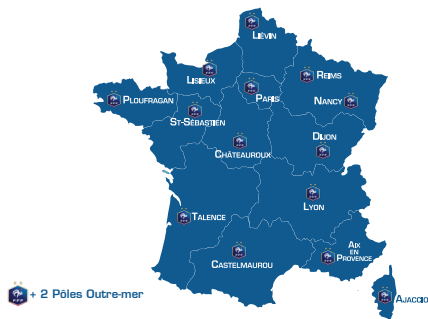 Liévin
Lisieux
Reims
Paris
Ploufragan
Nancy
St-Sébastien
Dijon
Châteauroux
Lyon
Talence
Aix
en
Provence
Castelmaurou
+ 2 Pôles Outre-mer
Ajaccio